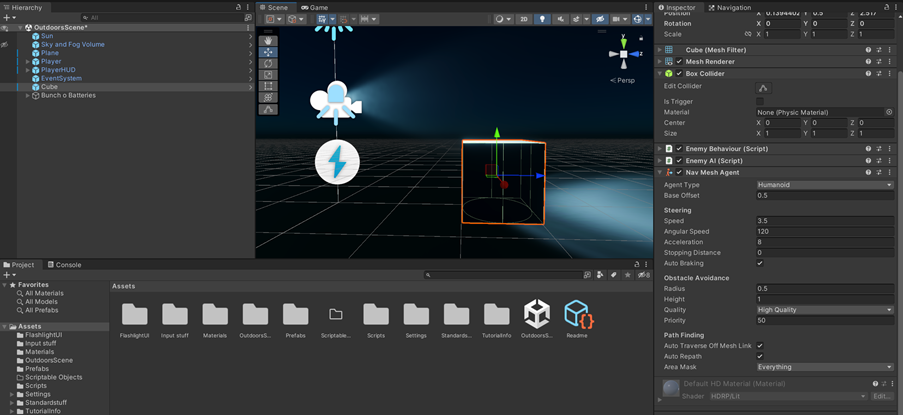 Hierarchy
All
OutdoorsScene*
Sun
Sky and Fog Volume
Plane
Player
PlayerHUD
EventSystem
Cube
Bunch o Batteries
Scene
Game
2D
y
z
Persp
Inspector
Navigation
Position X 0.1394402 Y 0.5 Z 2.517
Rotation X 0 Y 0 Z 0
Scale X 1 Y 1 Z 1
Cube (Mesh Filter)
Mesh Renderer
Box Collider
Edit Collider
Is Trigger
Material None (Physic Material)
Center X 0 Y 0 Z 0
Size X 1 Y 1 Z 1
Enemy Behaviour (Script)
Enemy AI (Script)
Nav Mesh Agent
Agent Type Humanoid
Base Offset 0.5
Steering
Speed 3.5
Angular Speed 120
Acceleration 8
Stopping Distance 0
Auto Braking
Obstacle Avoidance
Radius 0.5
Height 1
Quality High Quality
Priority 50
Path Finding
Auto Traverse Off Mesh Link
Auto Repath
Area Mask Everything
Default HD Material (Material)
Shader HDRP/Lit Edit...
Project
Console
8
Favorites
All Materials
All Models
All Prefabs
Assets
FlashlightUI
Input stuff
Materials
OutdoorsScene
Prefabs
Scriptable Objects
Scripts
Settings
Standardstuff
TutorialInfo
Assets
FlashlightUI
Input stuff
Materials
OutdoorsS...
Prefabs
Scriptable...
Scripts
Settings
Standards...
TutorialInfo
OutdoorsS...
Readme